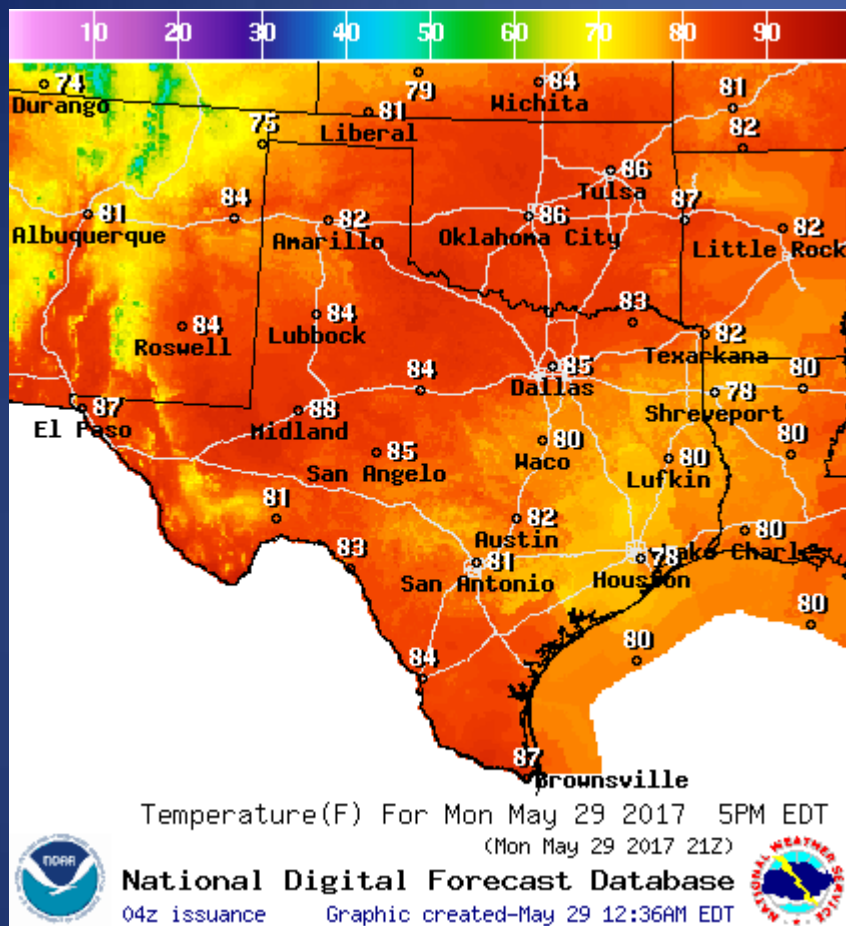 10 20 30 40 50 60 70 80 90
74
Durango
79
84
Wichita
81
Liberal
81
82
75
86
Tulsa
81
Albuquerque
84
82
Amarillo
86
Oklahoma City
87
82
Little Rock
84
Roswell
84
Lubbock
83
82
Texarkana
85
Dallas
84
80
78
Shreveport
87
El Paso
88
Midland
85
San Angelo
80
Waco
80
Lufkin
80
81
82
Austin
80
Lake Charles
83
81
San Antonio
78
Houston
80
80
84
87
Brownsville
Temperature(F) For Mon May 29 2017 5PM EDT
(Mon May 29 2017 21Z)
National Digital Forecast Database
04z issuance Graphic created-May 29 12:36AM EDT
NOAA
NATIONAL WEATHER SERVICE